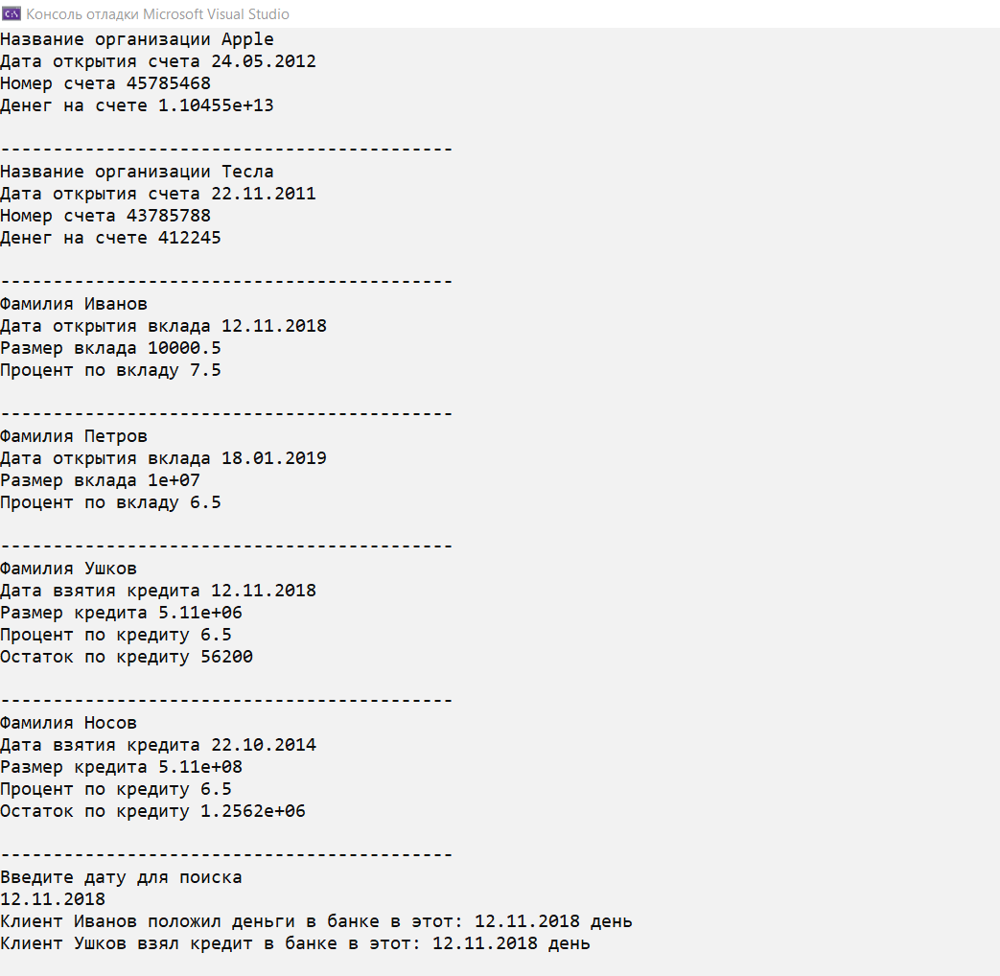 Консоль отладки Microsoft Visual Studio
Название организации Apple
Дата открытия счета 24.05.2012
Номер счета 45785468
Денег на счете 1.10455e+13
-------------------------------------------
Название организации Тесла
Дата открытия счета 22.11.2011
Номер счета 43785788
Денег на счете 412245
-------------------------------------------
Фамилия Иванов
Дата открытия вклада 12.11.2018
Размер вклада 10000.5
Процент по вкладу 7.5
-------------------------------------------
Фамилия Петров
Дата открытия вклада 18.01.2019
Размер вклада 1e+07
Процент по вкладу 6.5
-------------------------------------------
Фамилия Ушков
Дата взятия кредита 12.11.2018
Размер кредита 5.11e+06
Процент по кредиту 6.5
Остаток по кредиту 56200
-------------------------------------------
Фамилия Носов
Дата взятия кредита 22.10.2014
Размер кредита 5.11e+08
Процент по кредиту 6.5
Остаток по кредиту 1.2562e+06
-------------------------------------------
Введите дату для поиска
12.11.2018
Клиент Иванов положил деньги в банке в этот: 12.11.2018 день
Клиент Ушков взял кредит в банке в этот: 12.11.2018 день